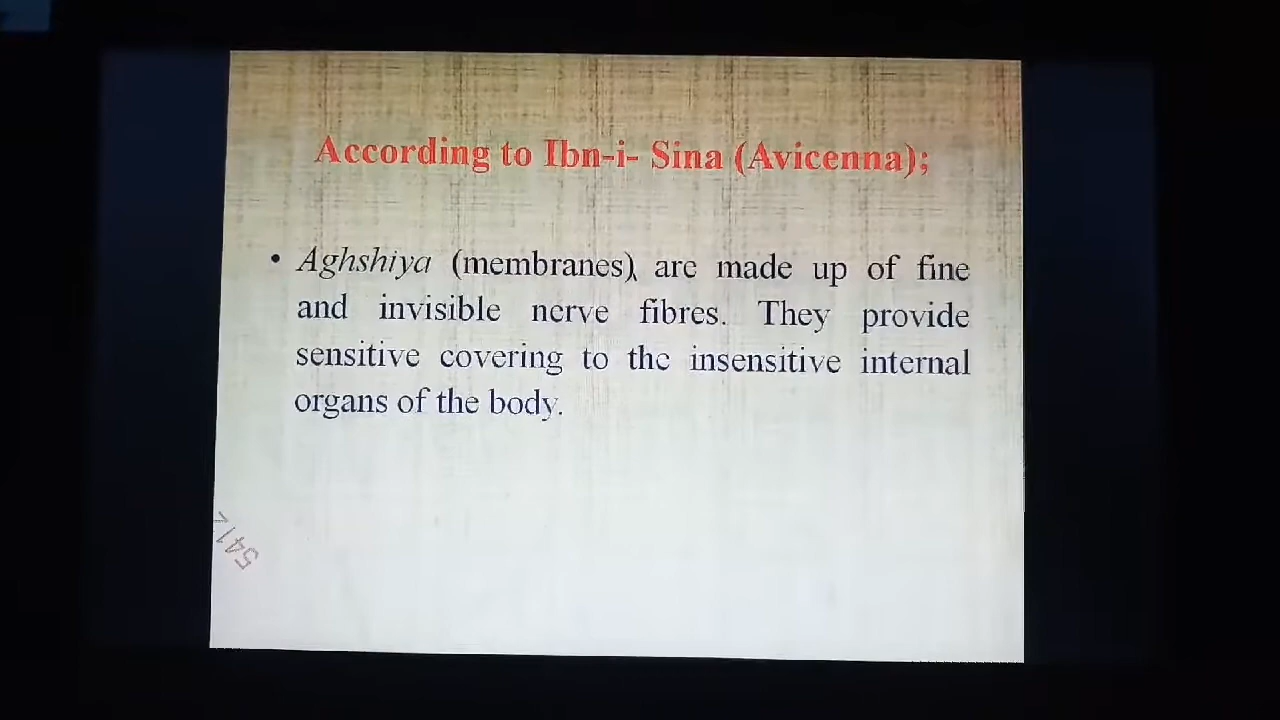 According to Ibn-i- Sina (Avicenna);
• Aghshiya (membranes), are made up of fine
and invisible nerve fibres. They provide
sensitive covering to the insensitive internal
organs of the body.
5412